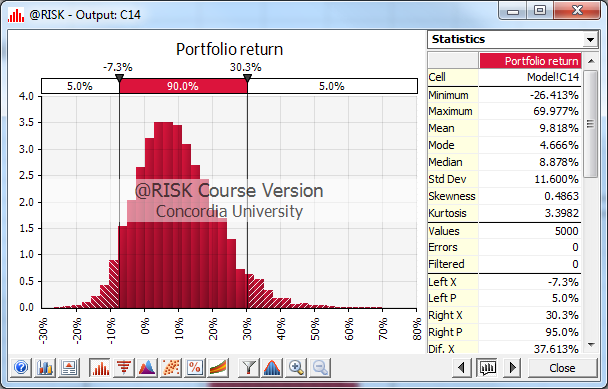 @RISK - Output: C14
Portfolio return
-7.3% 30.3%
5.0% 90.0% 5.0%
4.0
3.5
3.0
2.5
2.0
1.5
1.0
0.5
0.0
-30%
-20%
-10%
0%
10%
20%
30%
40%
50%
60%
70%
80%
@RISK Course Version
Concordia University
Statistics
Portfolio return
Cell Model!C14
Minimum -26.413%
Maximum 69.977%
Mean 9.818%
Mode 4.666%
Median 8.878%
Std Dev 11.600%
Skewness 0.4863
Kurtosis 3.3982
Values 5000
Errors 0
Filtered 0
Left X -7.3%
Left P 5.0%
Right X 30.3%
Right P 95.0%
Dif. X 37.613%
Close